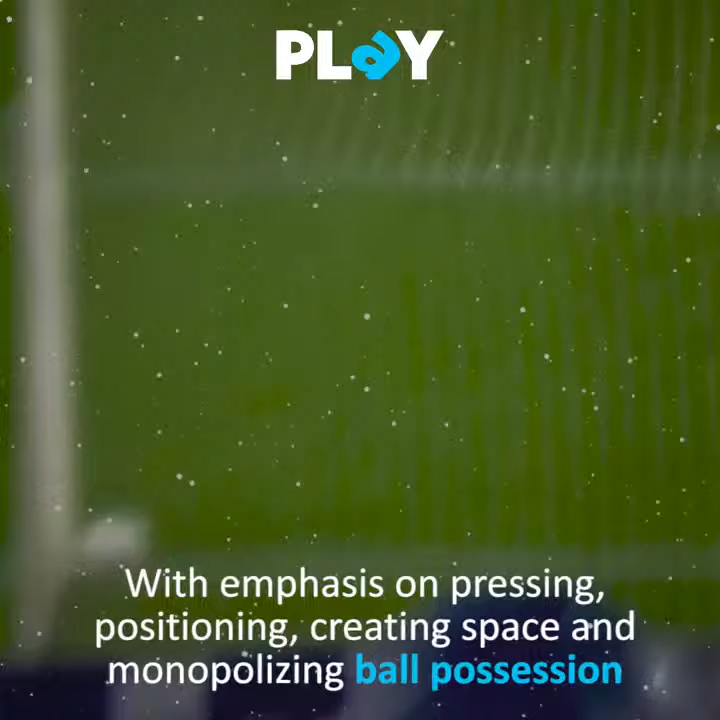 PLAY
With emphasis on pressing,
positioning, creating space and
monopolizing ball possession